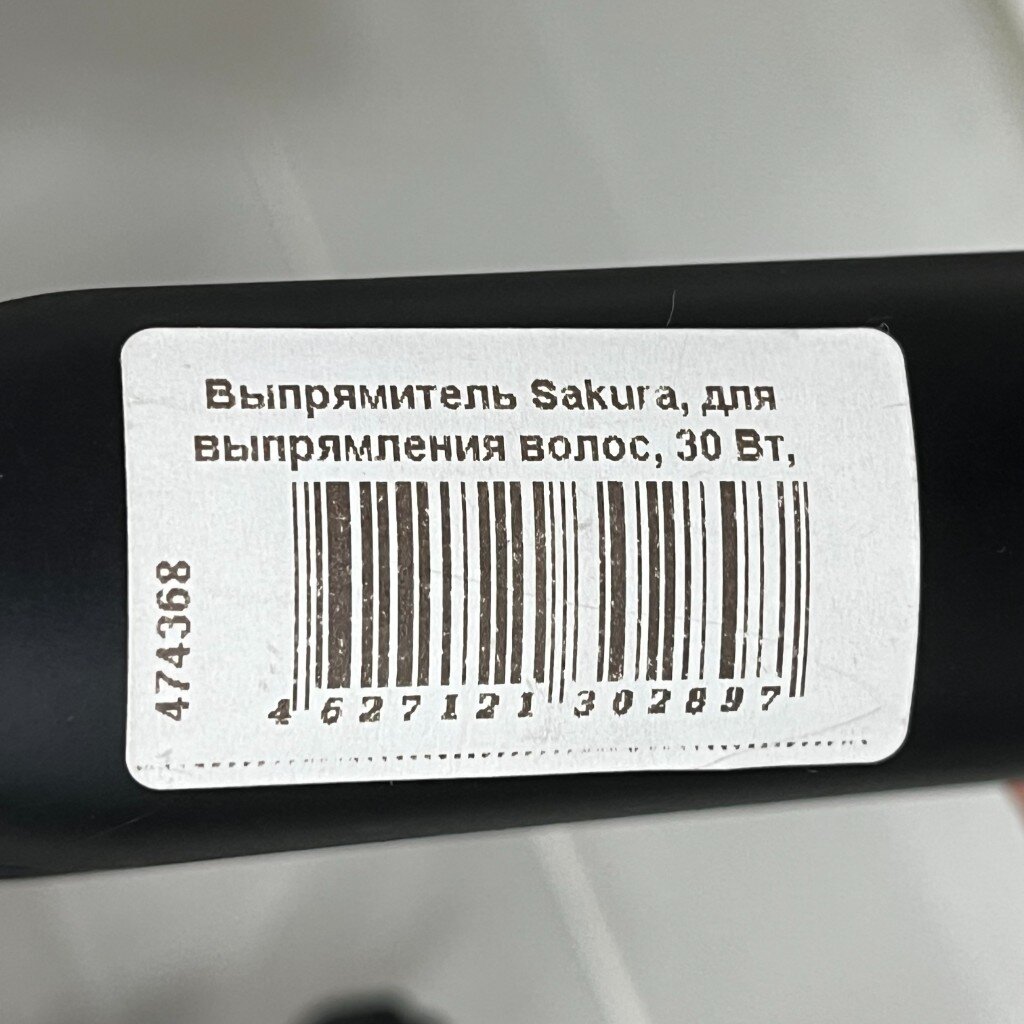 Выпрямитель Sakura, для
выпрямления волос, 30 Вт,
474368
4 627121 302897